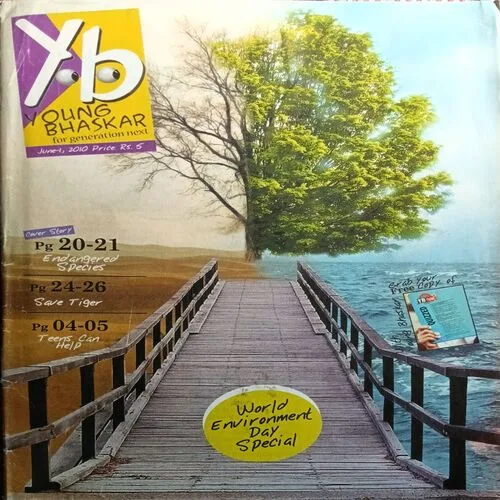 Yb
YOUNG
BHASKAR
for generation next
June-1, 2010 Price Rs. 5
Cover Story
Pg 20-21
Endangered
Species
Pg 24-26
Save Tiger
Pg 04-05
Teens Can
Help
Grab Your
Free Copy of
World
Environment
Day
Special